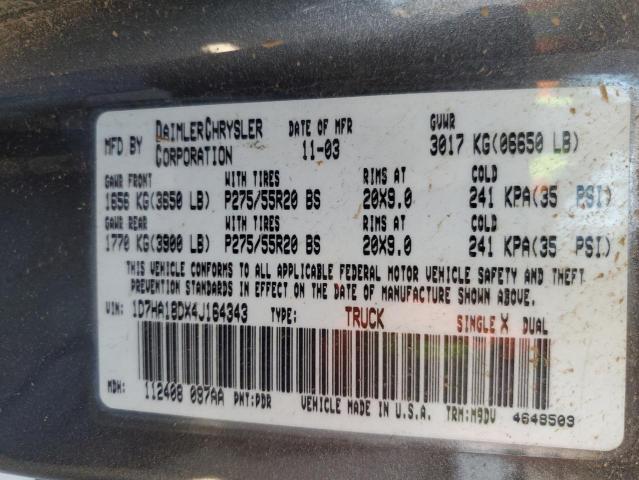 MFD BY DAIMLERCHRYSLER CORPORATION DATE OF MFR 11-03 GVWR 3017 KG(06650 LB)
GAWR FRONT WITH TIRES RIMS AT COLD
1656 KG(3650 LB) P275/55R20 BS 20X9.0 241 KPA(35 PSI)
GAWR REAR WITH TIRES RIMS AT COLD
1770 KG(3900 LB) P275/55R20 BS 20X9.0 241 KPA(35 PSI)
THIS VEHICLE CONFORMS TO ALL APPLICABLE FEDERAL MOTOR VEHICLE SAFETY AND THEFT
PREVENTION STANDARDS IN EFFECT ON THE DATE OF MANUFACTURE SHOWN ABOVE.
VIN: 1D7HA18DX4J164343 TYPE: TRUCK SINGLE X DUAL
MDH: 112408 097AA PNT:PDR VEHICLE MADE IN U.S.A. TRM:M9DV 4648503